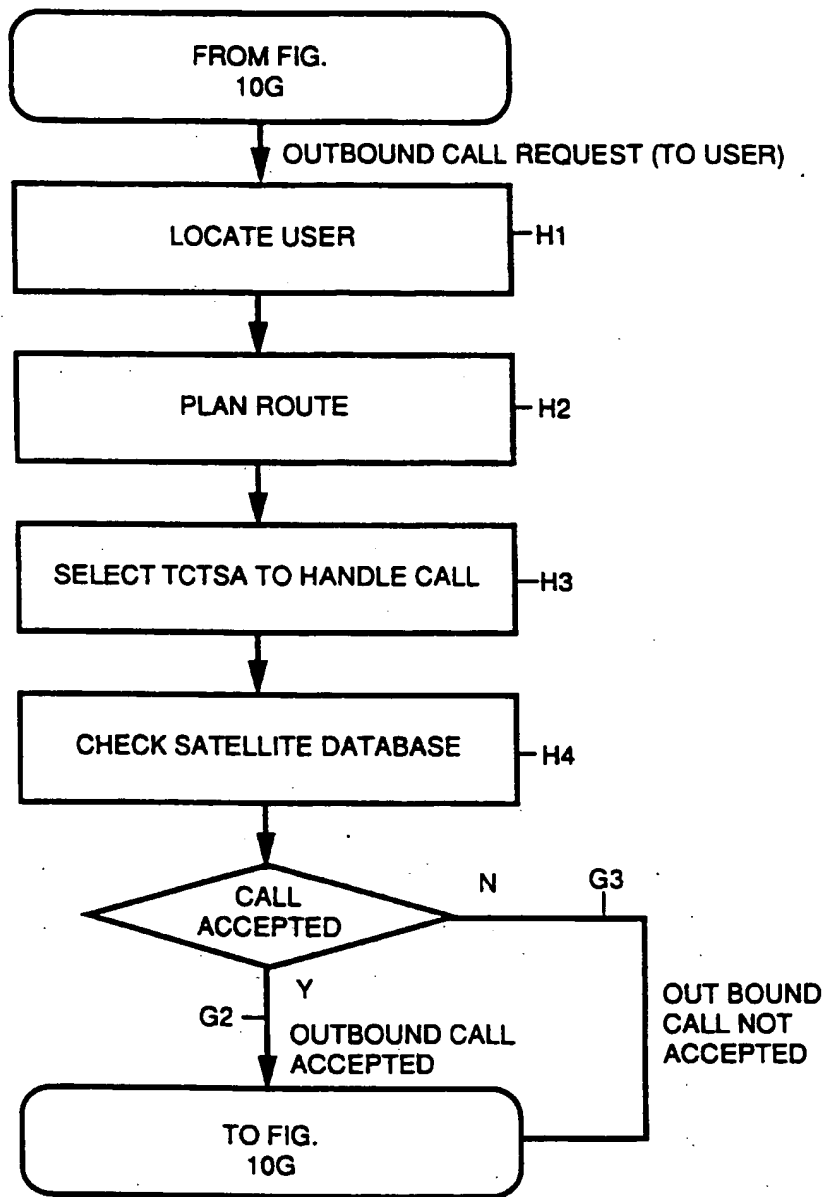 FROM FIG.
10G
OUTBOUND CALL REQUEST (TO USER)
LOCATE USER
H1
PLAN ROUTE
H2
SELECT TCTSA TO HANDLE CALL
H3
CHECK SATELLITE DATABASE
H4
CALL
ACCEPTED
N
G3
Y
G2
OUTBOUND CALL
ACCEPTED
OUT BOUND
CALL NOT
ACCEPTED
TO FIG.
10G